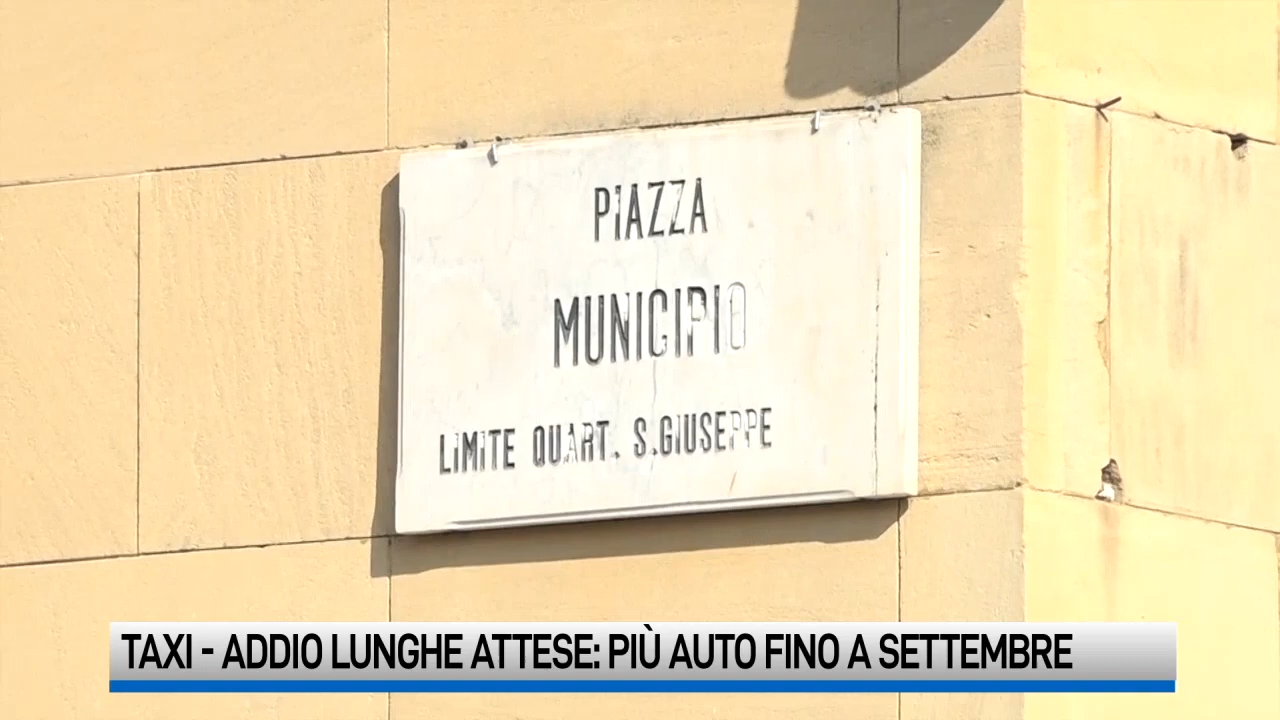 PIAZZA
MUNICIPIO
LIMITE QUART. S.GIUSEPPE
TAXI - ADDIO LUNGHE ATTESE: PIÙ AUTO FINO A SETTEMBRE